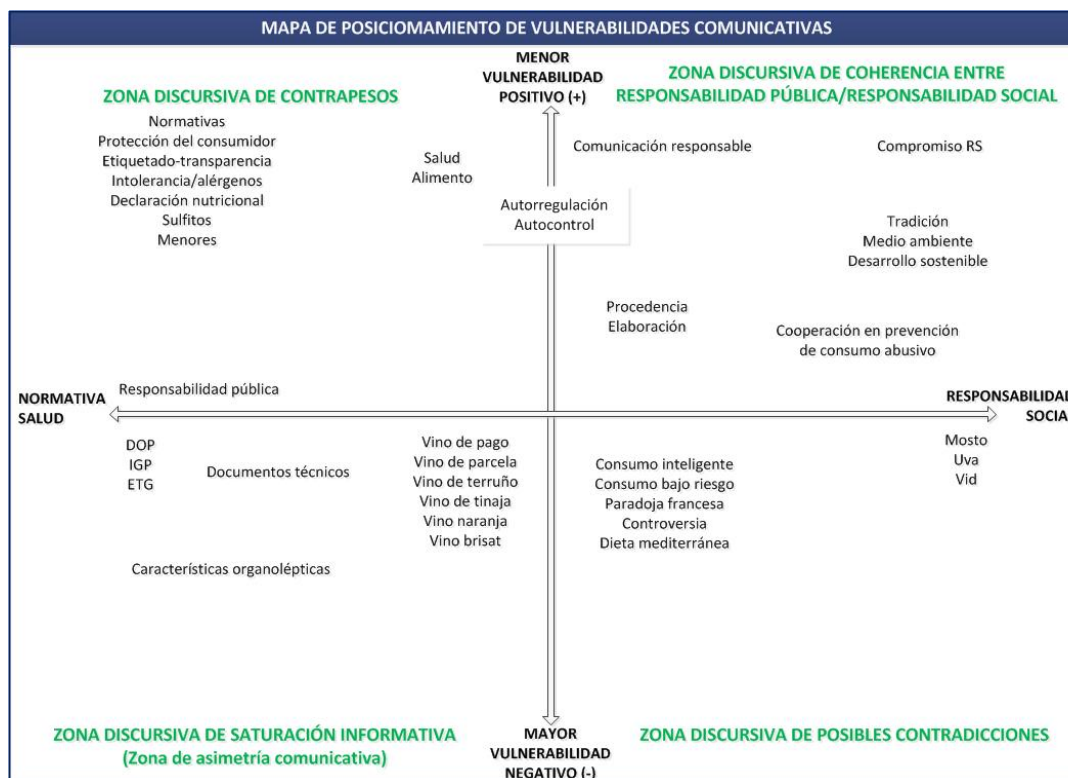 MAPA DE POSICIOMAMIENTO DE VULNERABILIDADES COMUNICATIVAS
MENOR
VULNERABILIDAD
POSITIVO (+)
ZONA DISCURSIVA DE CONTRAPESOS
Normativas
Protección del consumidor
Etiquetado-transparencia
Intolerancia/alérgenos
Declaración nutricional
Sulfitos
Menores
Salud
Alimento
ZONA DISCURSIVA DE COHERENCIA ENTRE
RESPONSABILIDAD PÚBLICA/RESPONSABILIDAD SOCIAL
Comunicación responsable
Compromiso RS
Autorregulación
Autocontrol
Tradición
Medio ambiente
Desarrollo sostenible
Procedencia
Elaboración
Cooperación en prevención
de consumo abusivo
Responsabilidad pública
NORMATIVA
SALUD
RESPONSABILIDAD
SOCIAL
DOP
IGP
ETG
Documentos técnicos
Vino de pago
Vino de parcela
Vino de terruño
Vino de tinaja
Vino naranja
Vino brisat
Consumo inteligente
Consumo bajo riesgo
Paradoja francesa
Controversia
Dieta mediterránea
Mosto
Uva
Vid
Características organolépticas
ZONA DISCURSIVA DE SATURACIÓN INFORMATIVA
(Zona de asimetría comunicativa)
MAYOR
VULNERABILIDAD
NEGATIVO (-)
ZONA DISCURSIVA DE POSIBLES CONTRADICCIONES